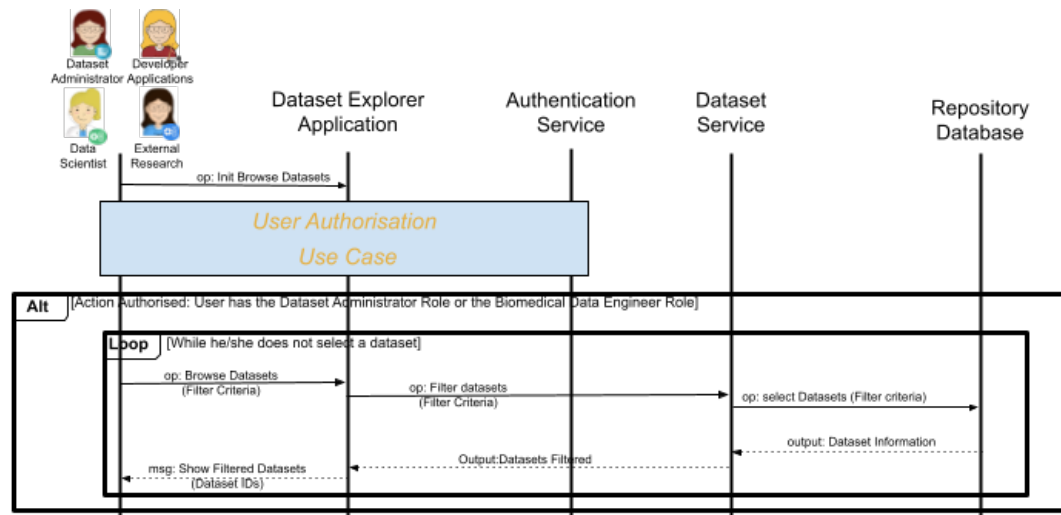 Dataset
Administrator
Developer
Applications
Data
Scientist
External
Research
Dataset Explorer
Application
Authentication
Service
Dataset
Service
Repository
Database
op: Init Browse Datasets
User Authorisation
Use Case
Alt
[Action Authorised: User has the Dataset Administrator Role or the Biomedical Data Engineer Role]
Loop
[While he/she does not select a dataset]
op: Browse Datasets
(Filter Criteria)
op: Filter datasets
(Filter Criteria)
op: select Datasets (Filter criteria)
output: Dataset Information
Output:Datasets Filtered
msg: Show Filtered Datasets
(Dataset IDs)